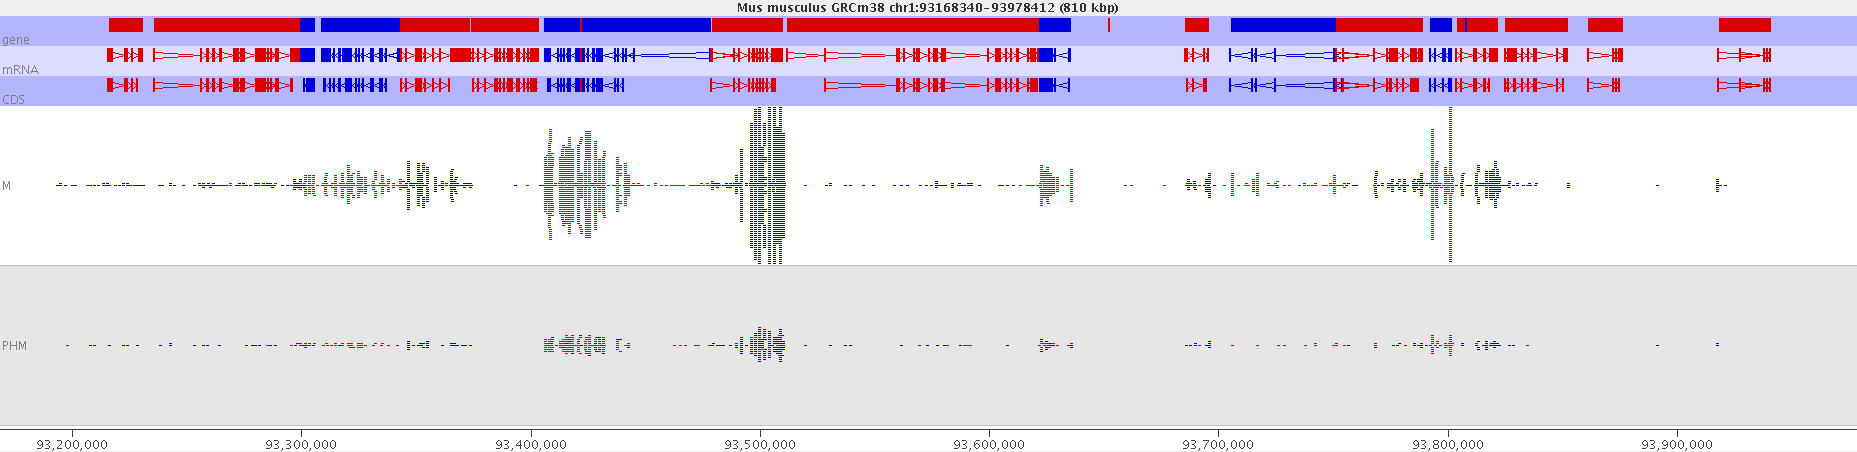 Mus musculus GRCm38 chr1:93168340-93978412 (810 kbp)
gene
mRNA
CDS
M
PHM
93,200,000 93,300,000 93,400,000 93,500,000 93,600,000 93,700,000 93,800,000 93,900,000